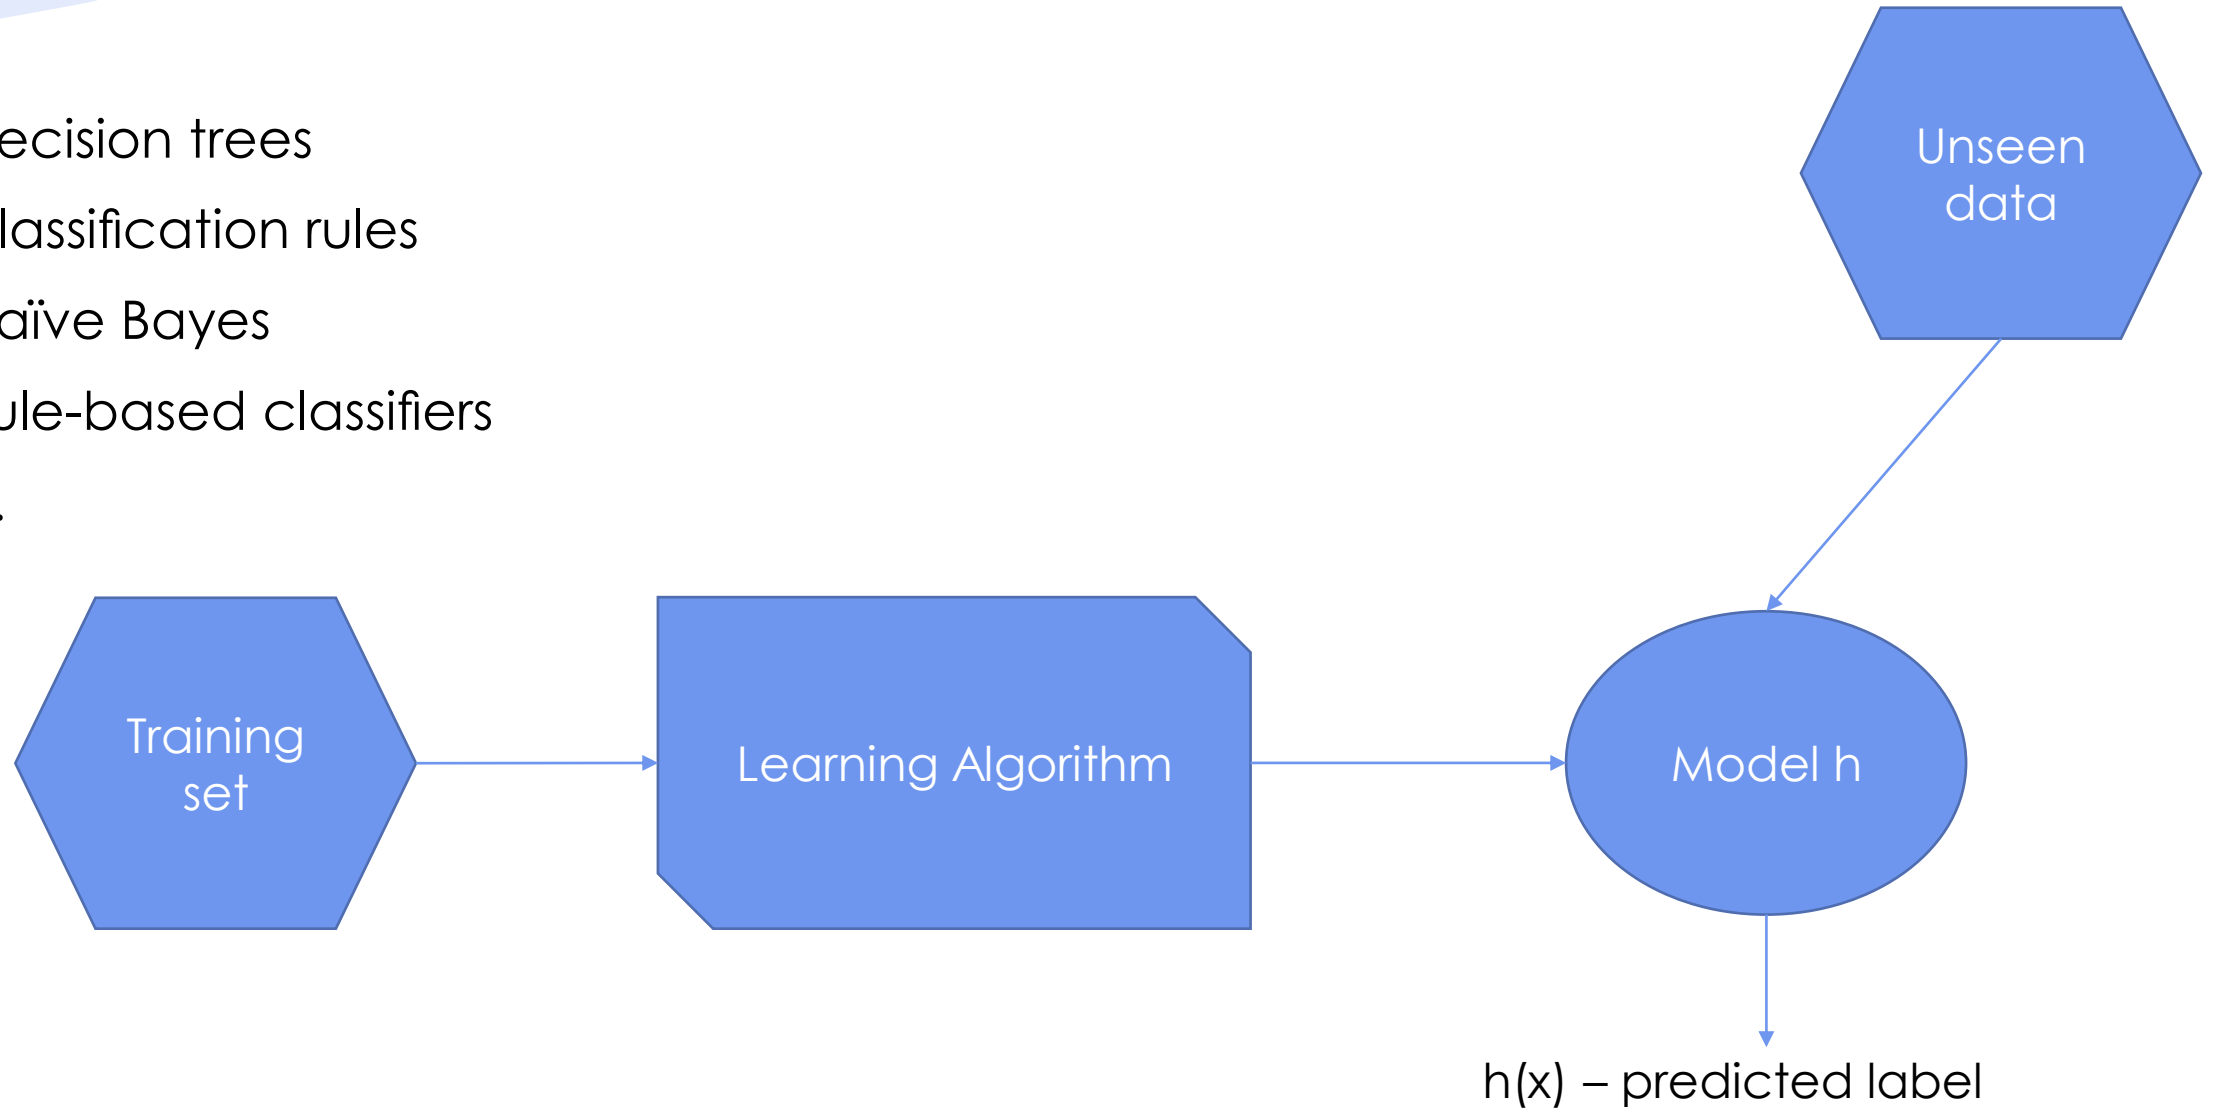 ecision trees
lassification rules
aïve Bayes
ule-based classifiers
.
Unseen
data
Training
set
Learning Algorithm
Model h
h(x) – predicted label